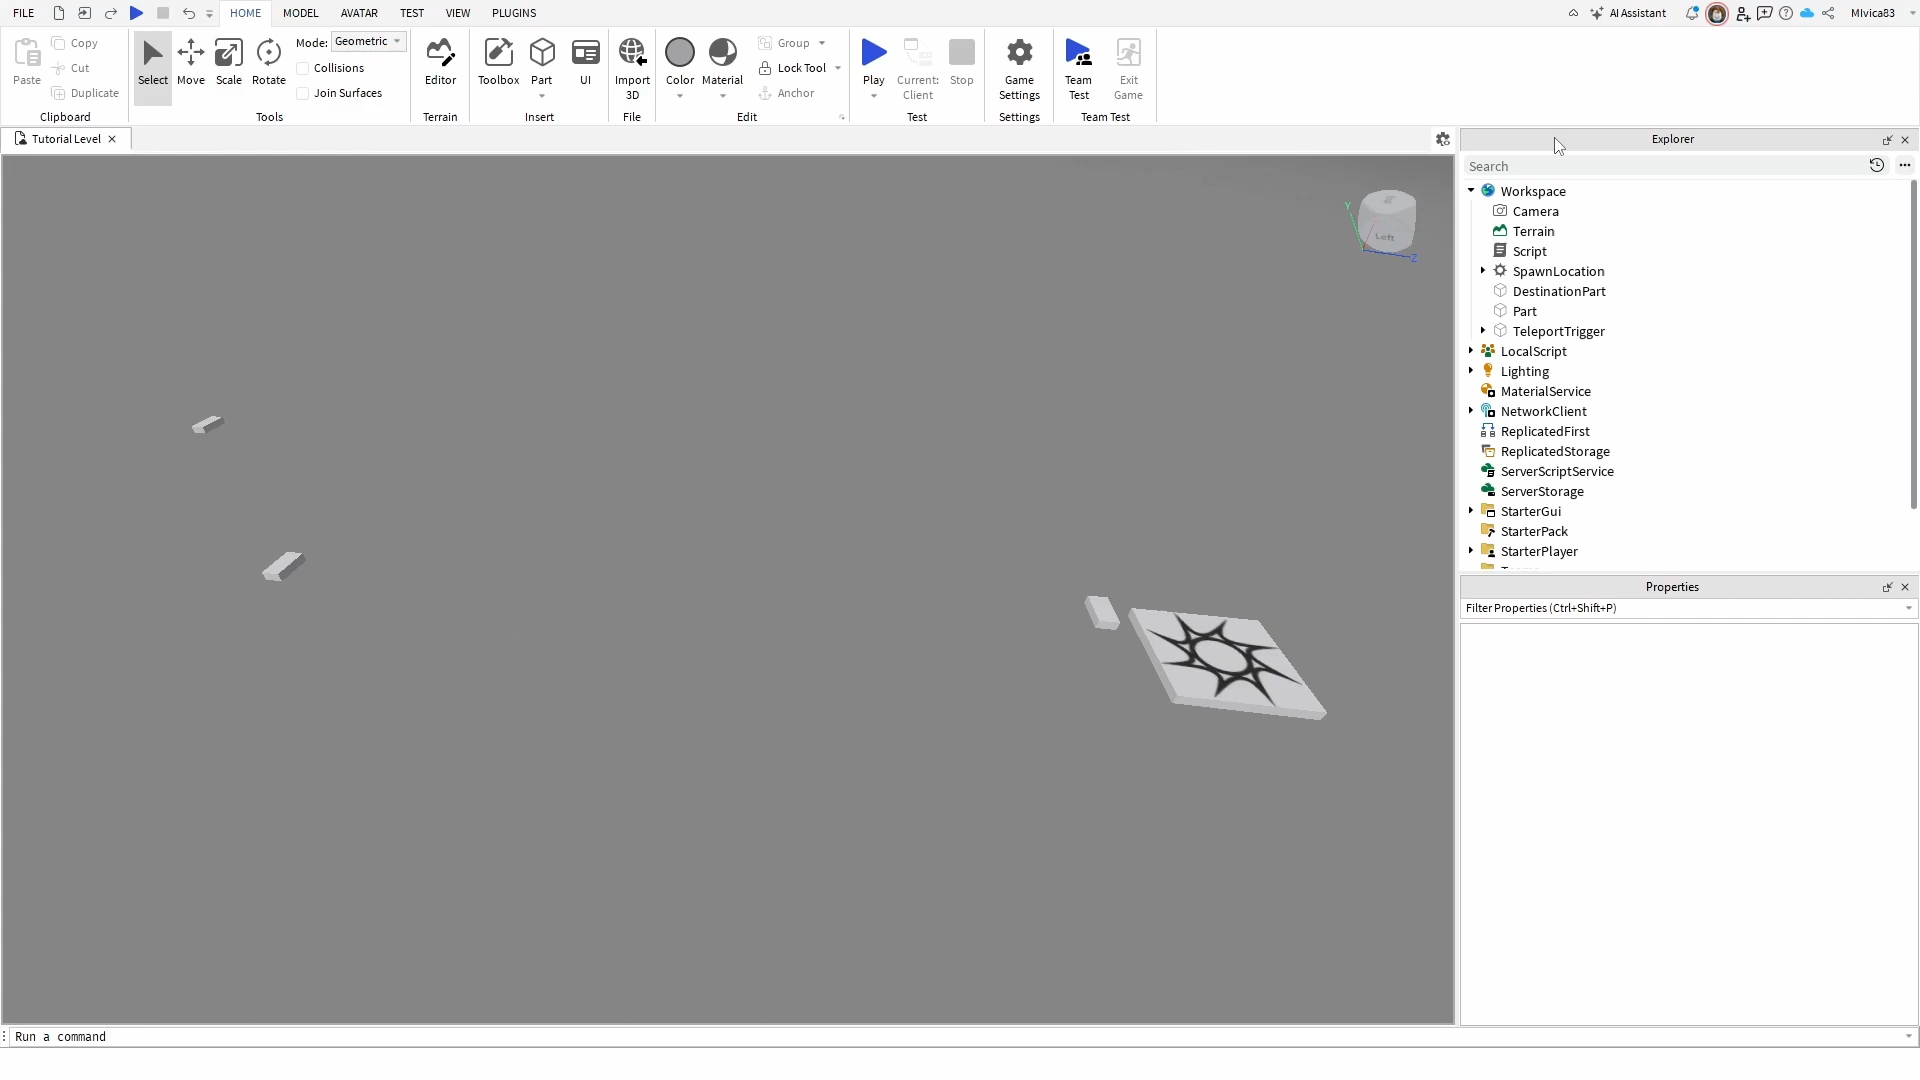 FILE HOME MODEL AVATAR TEST VIEW PLUGINS AI Assistant MIvica83
Paste
Copy
Cut
Duplicate
Clipboard
Select
Move
Scale
Rotate
Mode: Geometric
Collisions
Join Surfaces
Tools
Editor
Terrain
Toolbox
Part
UI
Insert
Import
3D
File
Color
Material
Group
Lock Tool
Anchor
Edit
Play
Current:
Client
Stop
Test
Game
Settings
Settings
Team
Test
Exit
Game
Team Test
Tutorial Level
Y
Left
Z
Explorer
Search
Workspace
Camera
Terrain
Script
SpawnLocation
DestinationPart
Part
TeleportTrigger
LocalScript
Lighting
MaterialService
NetworkClient
ReplicatedFirst
ReplicatedStorage
ServerScriptService
ServerStorage
StarterGui
StarterPack
StarterPlayer
Properties
Filter Properties (Ctrl+Shift+P)
Run a command